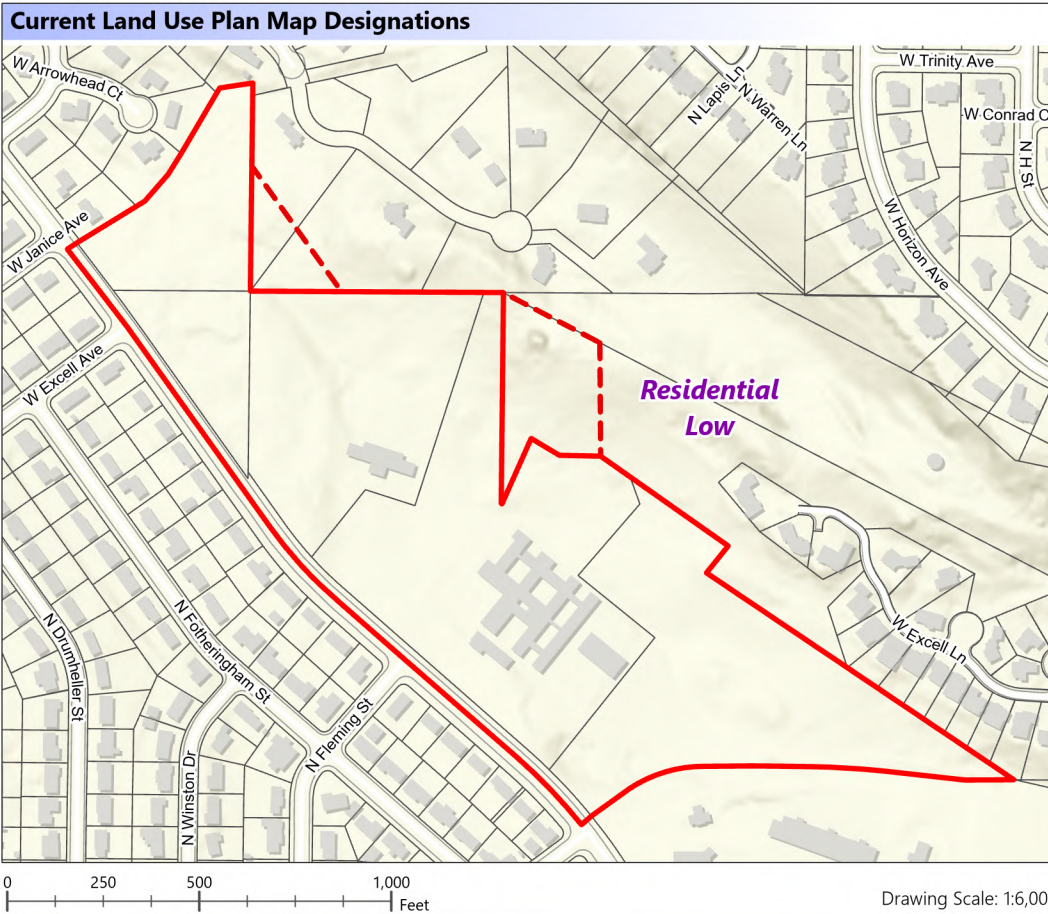 Current Land Use Plan Map Designations
W Arrowhead Ct
N Lapis Ln
N Warren Ln
W Trinity Ave
W Conrad C
N H St
W Janice Ave
W Horizon Ave
W Excell Ave
Residential
Low
N Drumheller St
N Fotheringham St
W Excell Ln
N Fleming St
N Winston Dr
0 250 500 1,000
Feet
Drawing Scale: 1:6,00